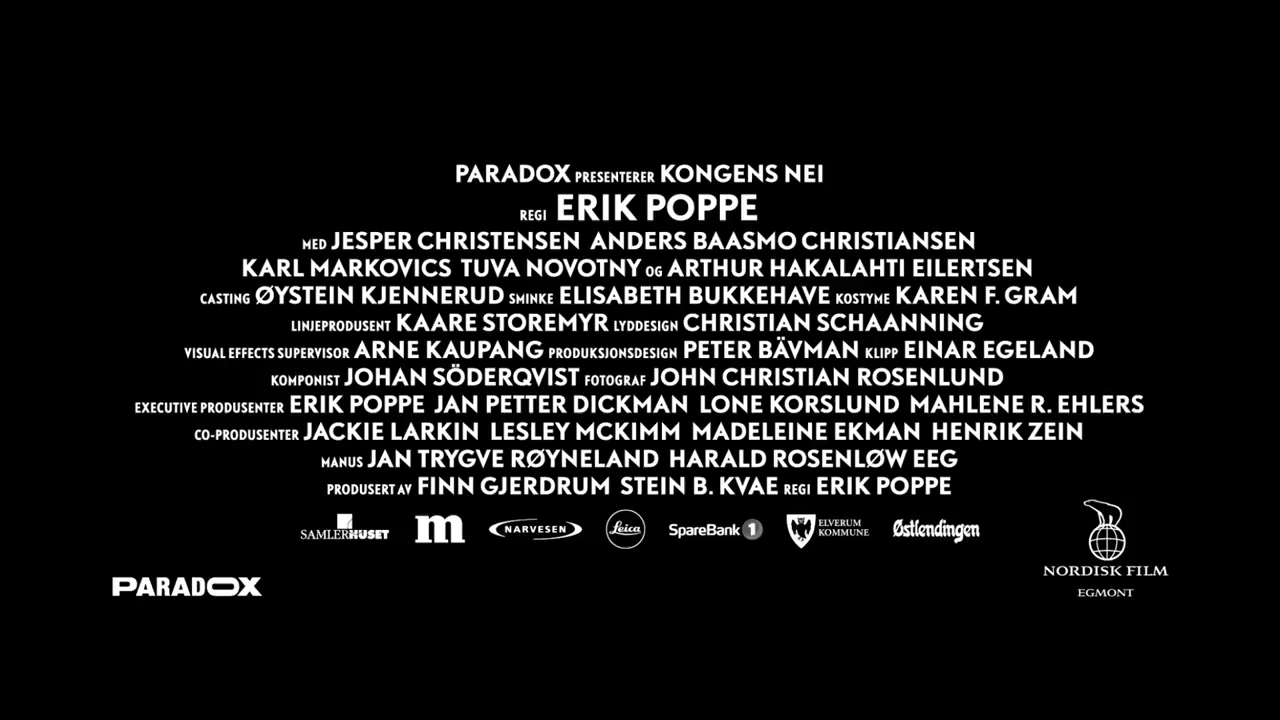 PARADOX PRESENTERER KONGENS NEI
REGI ERIK POPPE
MED JESPER CHRISTENSEN ANDERS BAASMO CHRISTIANSEN
KARL MARKOVICS TUVA NOVOTNY OG ARTHUR HAKALAHTI EILERTSEN
CASTING ØYSTEIN KJENNERUD SMINKE ELISABETH BUKKEHAVE KOSTYME KAREN F. GRAM
LINJEPRODUSENT KAARE STOREMYR LYDDESIGN CHRISTIAN SCHAANNING
VISUAL EFFECTS SUPERVISOR ARNE KAUPANG PRODUKSJONSDESIGN PETER BÄVMAN KLIPP EINAR EGELAND
KOMPONIST JOHAN SÖDERQVIST FOTOGRAF JOHN CHRISTIAN ROSENLUND
EXECUTIVE PRODUSENTER ERIK POPPE JAN PETTER DICKMAN LONE KORSLUND MAHLENE R. EHLERS
CO-PRODUSENTER JACKIE LARKIN LESLEY MCKIMM MADELEINE EKMAN HENRIK ZEIN
MANUS JAN TRYGVE RØYNELAND HARALD ROSENLØW EEG
PRODUSERT AV FINN GJERDRUM STEIN B. KVAE REGI ERIK POPPE
SAMLERHUSET m NARVESEN Leica SpareBank 1 ELVERUM KOMMUNE Østlendingen
PARADOX
NORDISK FILM
EGMONT